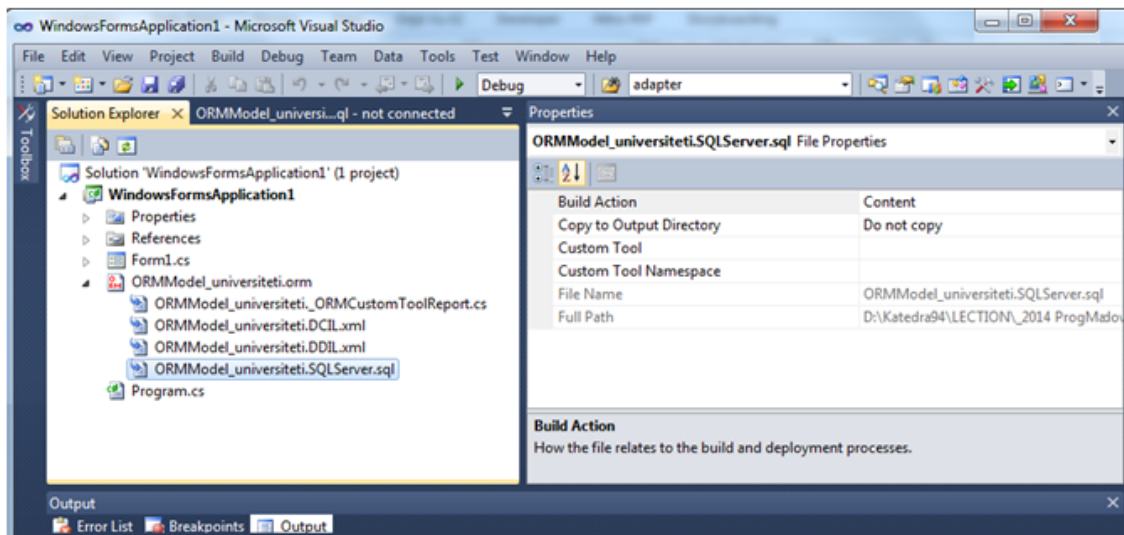 WindowsFormsApplication1 - Microsoft Visual Studio
File Edit View Project Build Debug Team Data Tools Test Window Help
Debug adapter
Toolbox
Solution Explorer ORMModel_universi...ql - not connected
Solution 'WindowsFormsApplication1' (1 project)
WindowsFormsApplication1
Properties
References
Form1.cs
ORMModel_universiteti.orm
ORMModel_universiteti._ORMCustomToolReport.cs
ORMModel_universiteti.DCIL.xml
ORMModel_universiteti.DDIL.xml
ORMModel_universiteti.SQLServer.sql
Program.cs
Properties
ORMModel_universiteti.SQLServer.sql File Properties
Build Action Content
Copy to Output Directory Do not copy
Custom Tool
Custom Tool Namespace
File Name ORMModel_universiteti.SQLServer.sql
Full Path D:\Katedra94\LECTION\_2014
Build Action
How the file relates to the build and deployment processes.
Output
Error List Breakpoints Output